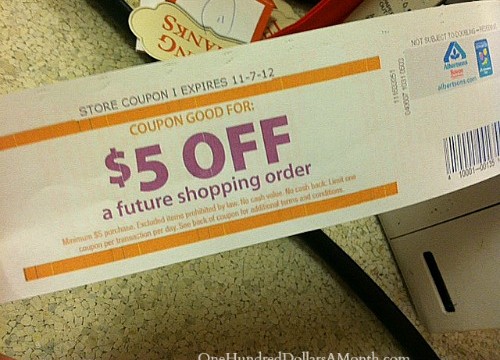 NG
HANKS
NOT SUBJECT TO DOUBLING
STORE COUPON I EXPIRES 11-7-12
COUPON GOOD FOR:
$5 OFF
a future shopping order
Minimum $5 purchase. Excluded items prohibited by law. No cash value. No cash back. Limit one
coupon per transaction per day. See back of coupon for additional terms and conditions.
Albertsons
albertsons.com
OneHundredDollarsAMonth.com